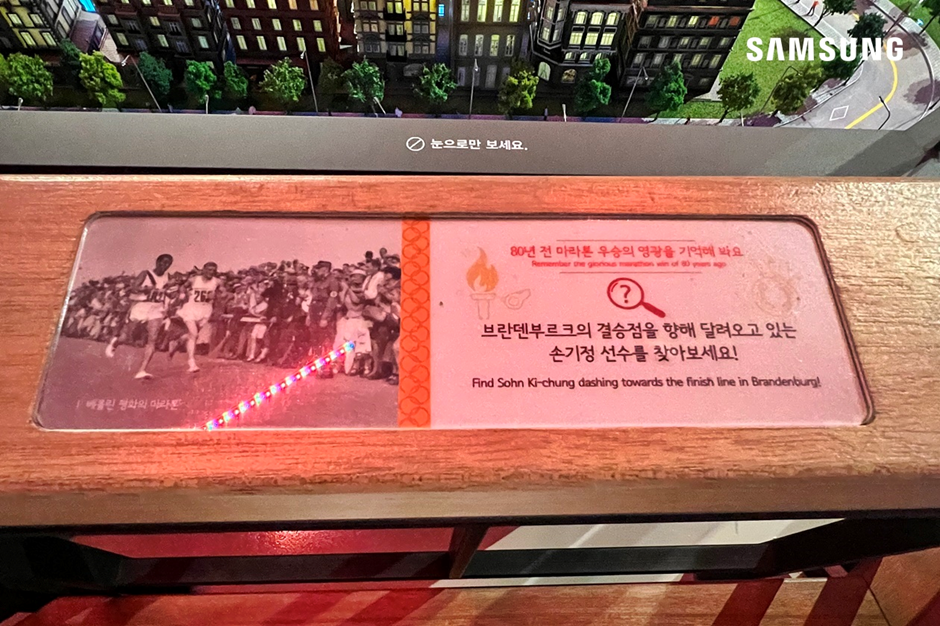 SAMSUNG
눈으로만 보세요.
80년 전 마라톤 우승의 영광을 기억해 봐요
Remember the glorious marathon win of 80 years ago
?
브란덴부르크의 결승점을 향해 달려오고 있는
손기정 선수를 찾아보세요!
Find Sohn Ki-chung dashing towards the finish line in Brandenburg!
베를린 평화의 마라톤